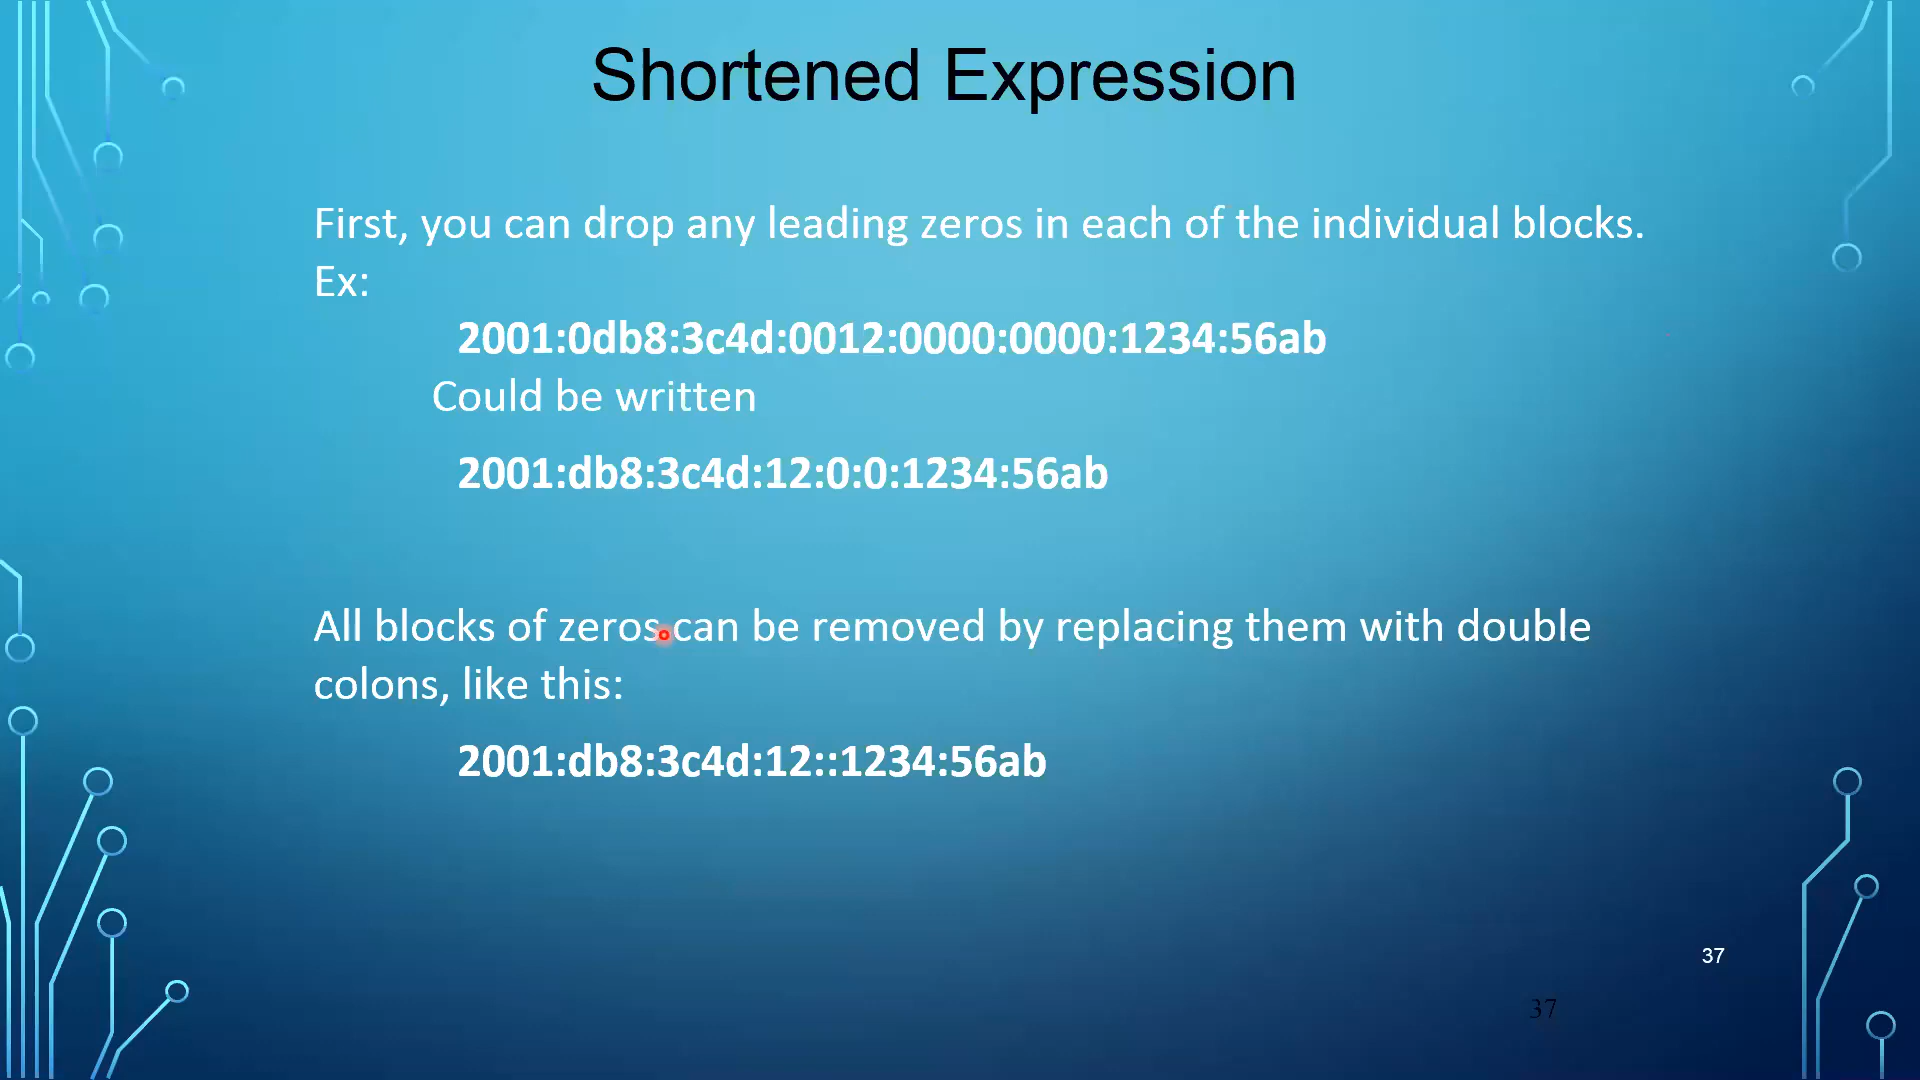 Shortened Expression
First, you can drop any leading zeros in each of the individual blocks.
Ex:
2001:0db8:3c4d:0012:0000:0000:1234:56ab
Could be written
2001:db8:3c4d:12:0:0:1234:56ab
All blocks of zeros can be removed by replacing them with double
colons, like this:
2001:db8:3c4d:12::1234:56ab
37
37